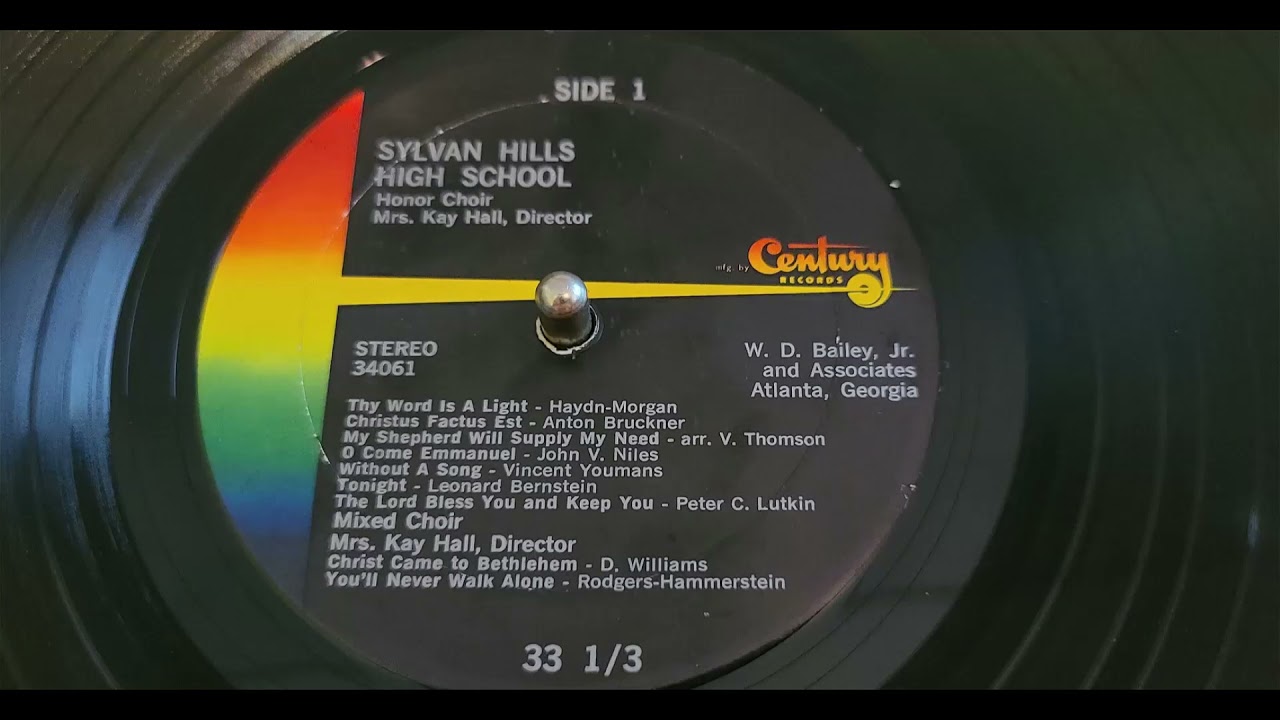 SIDE 1
SYLVAN HILLS
HIGH SCHOOL
Honor Choir
Mrs. Kay Hall, Director
mfg. by Century
RECORDS
STEREO
34061
W. D. Bailey, Jr.
and Associates
Atlanta, Georgia
Thy Word Is A Light - Haydn-Morgan
Christus Factus Est - Anton Bruckner
My Shepherd Will Supply My Need - arr. V. Thomson
O Come Emmanuel - John V. Niles
Without A Song - Vincent Youmans
Tonight - Leonard Bernstein
The Lord Bless You and Keep You - Peter C. Lutkin
Mixed Choir
Mrs. Kay Hall, Director
Christ Came to Bethlehem - D. Williams
You'll Never Walk Alone - Rodgers-Hammerstein
33 1/3